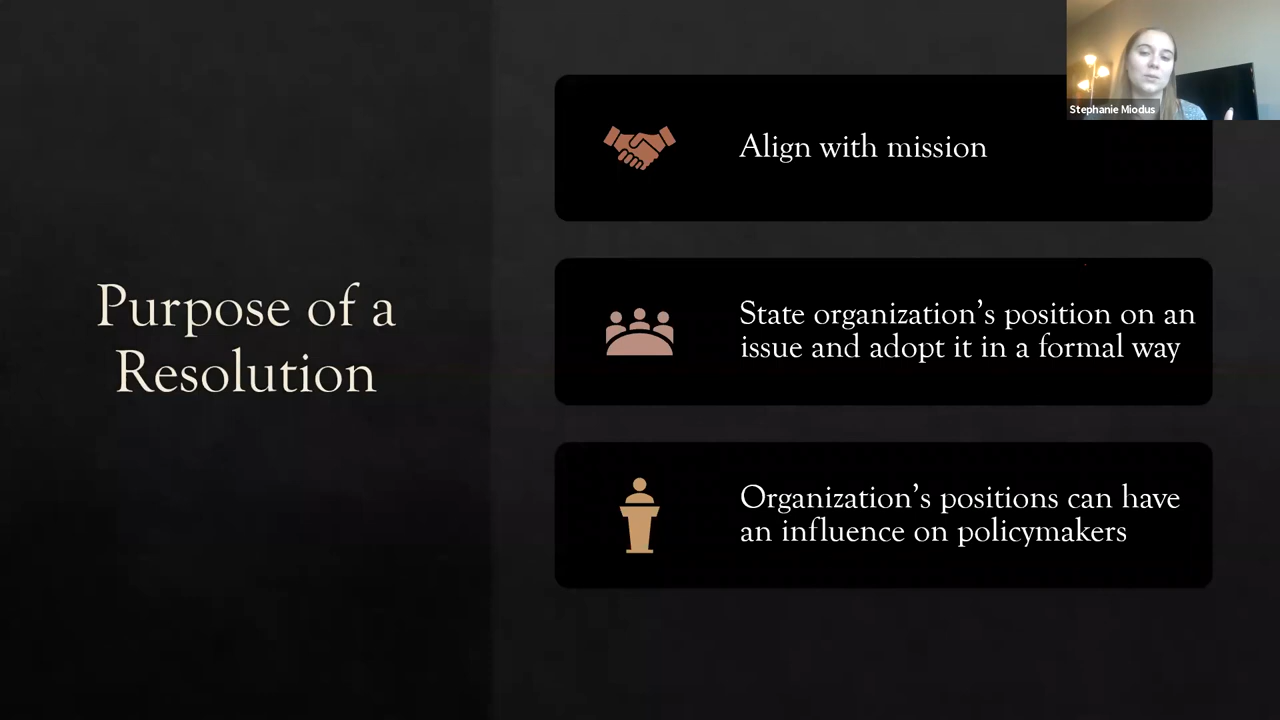 Purpose of a
Resolution
Align with mission
State organization’s position on an
issue and adopt it in a formal way
Organization’s positions can have
an influence on policymakers
Stephanie Miodus